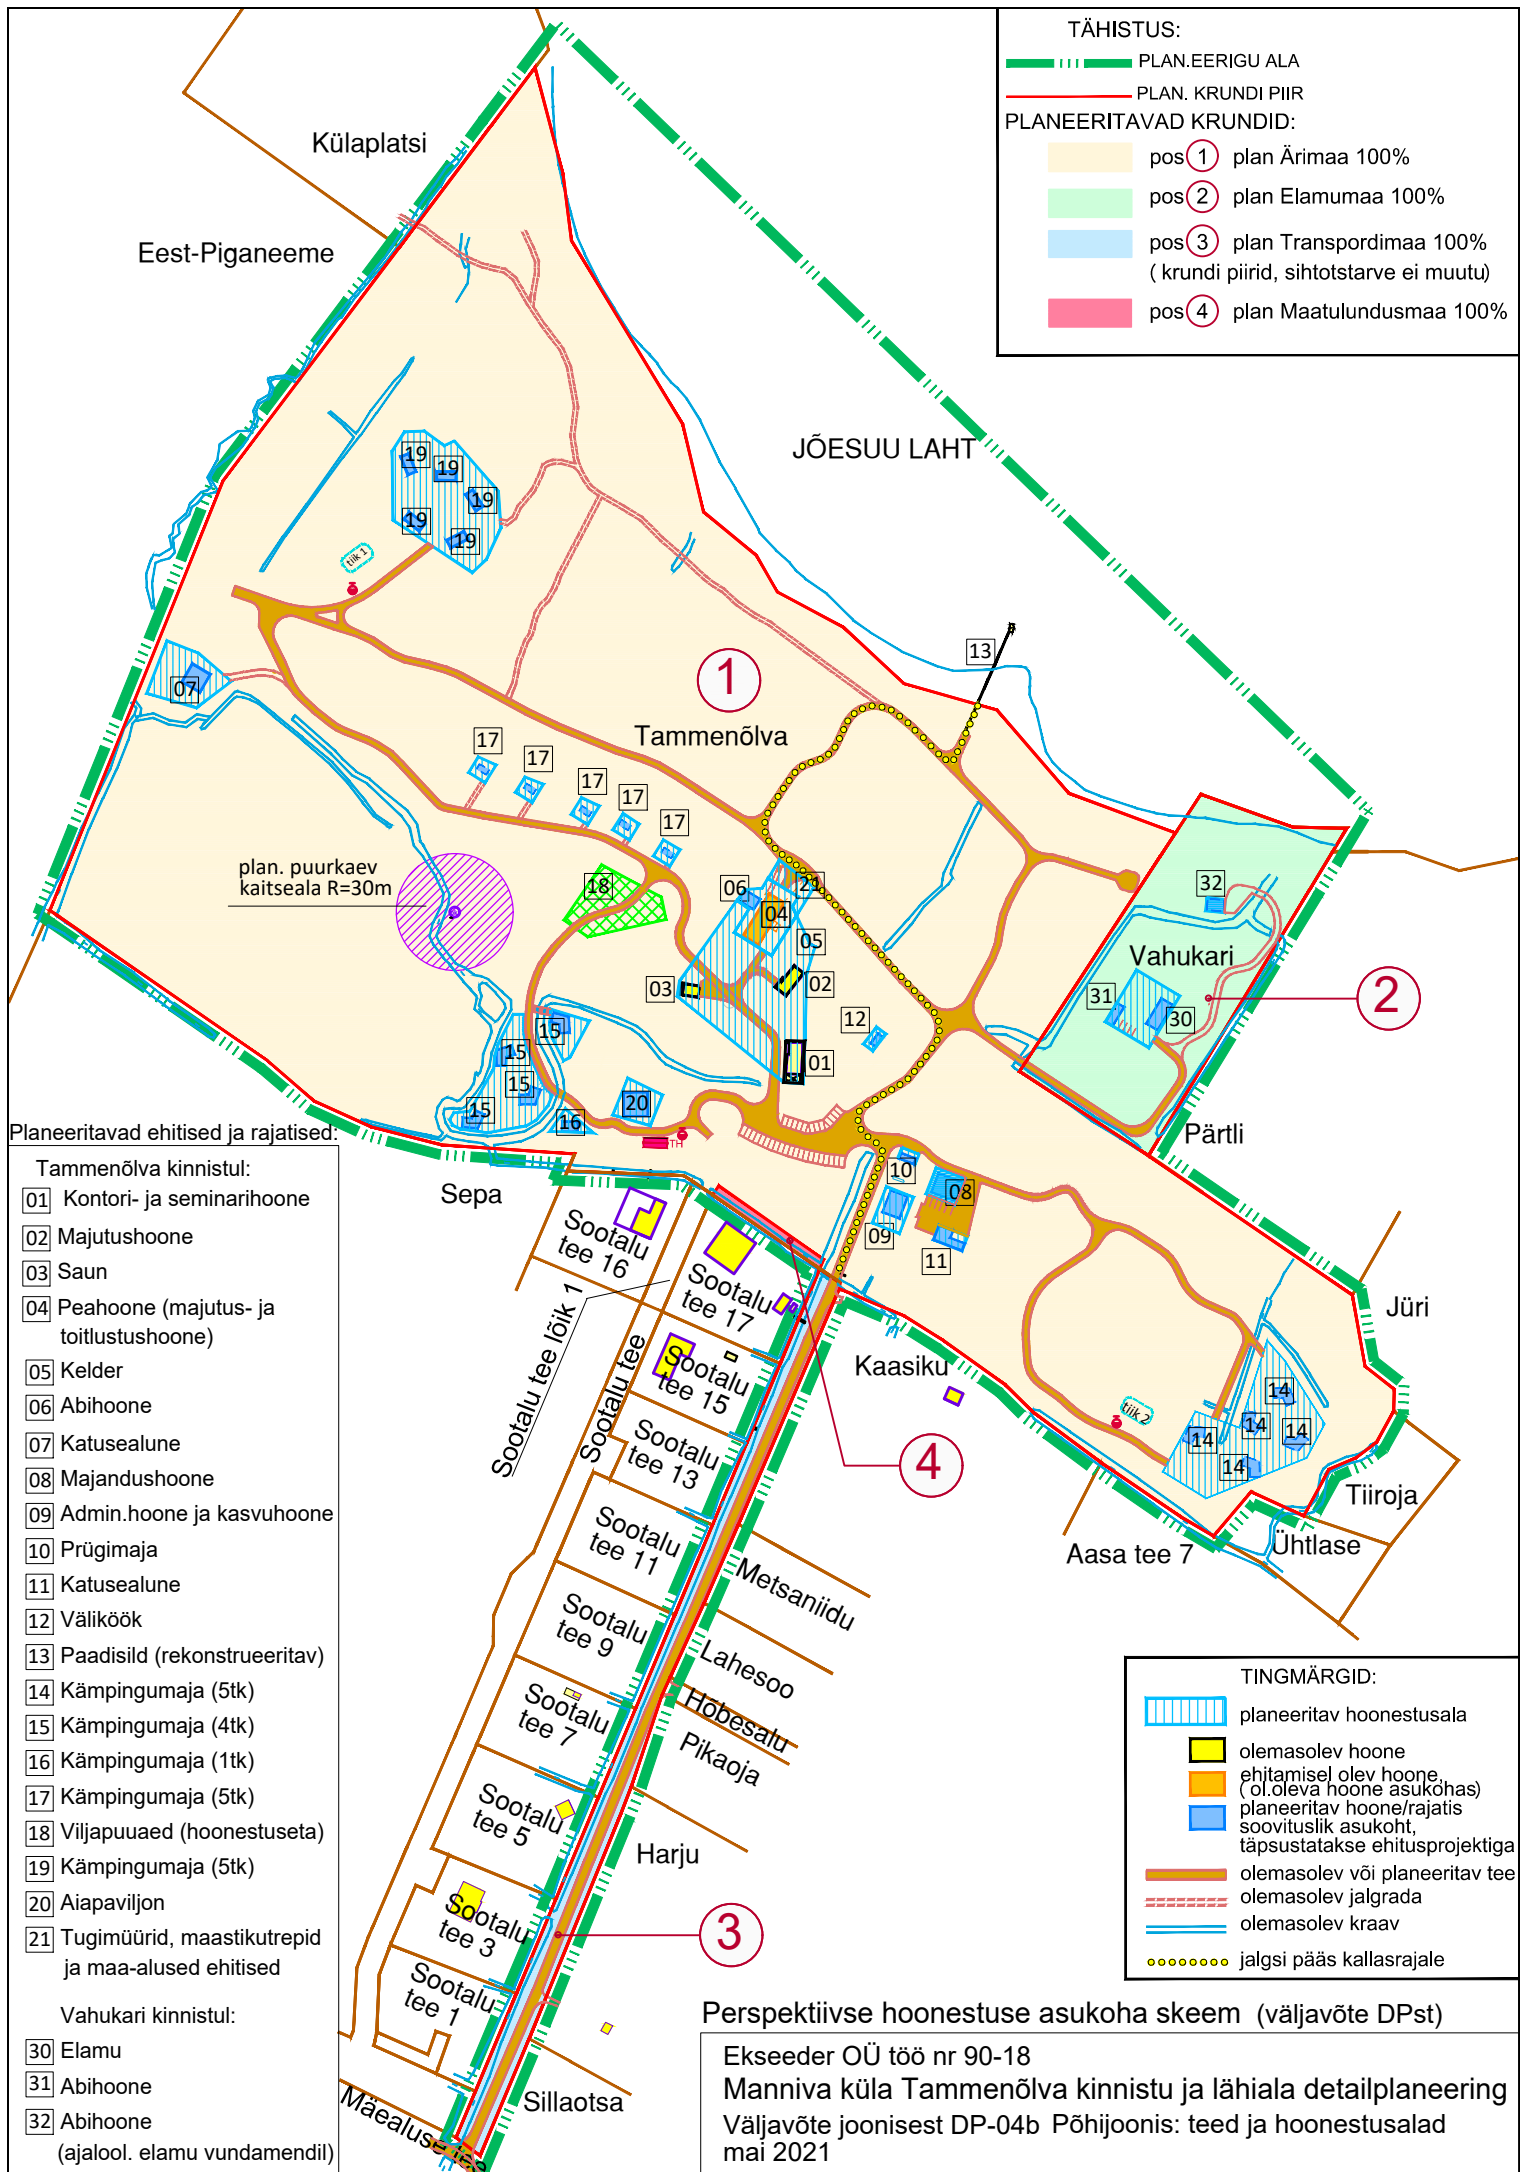 TÄHISTUS:
PLAN.EERIGU ALA
PLAN. KRUNDI PIIR
PLANEERITAVAD KRUNDID:
pos 1 plan Ärimaa 100%
pos 2 plan Elamumaa 100%
pos 3 plan Transpordimaa 100%
( krundi piirid, sihtotstarve ei muutu)
pos 4 plan Maatulundusmaa 100%
Külaplatsi
Eest-Piganeeme
JÕESUU LAHT
19
19
19
19
19
tiik 1
13
07
1
Tammenõlva
17
17
17
17
17
plan. puurkaev
kaitseala R=30m
18
06
21
04
05
02
03
12
01
32
Vahukari
31
30
2
15
15
15
15
16
20
TH
Pärtli
10
08
09
11
Sepa
Jüri
Kaasiku
14
14
14
14
14
tiik 2
Tiiroja
Ühtlase
Aasa tee 7
4
Sootalu
tee 16
Sootalu
tee 17
Sootalu tee lõik 1
Sootalu tee
Sootalu
tee 15
Sootalu
tee 13
Sootalu
tee 11
Sootalu
tee 9
Sootalu
tee 7
Sootalu
tee 5
Sootalu
tee 3
Sootalu
tee 1
Metsaniidu
Lahesoo
Hõbesalu
Pikaoja
Harju
3
Sillaotsa
Mäealuse tee
Planeeritavad ehitised ja rajatised:
Tammenõlva kinnistul:
01 Kontori- ja seminarihoone
02 Majutushoone
03 Saun
04 Peahoone (majutus- ja
toitlustushoone)
05 Kelder
06 Abihoone
07 Katusealune
08 Majandushoone
09 Admin.hoone ja kasvuhoone
10 Prügimaja
11 Katusealune
12 Väliköök
13 Paadisild (rekonstrueeritav)
14 Kämpingumaja (5tk)
15 Kämpingumaja (4tk)
16 Kämpingumaja (1tk)
17 Kämpingumaja (5tk)
18 Viljapuuaed (hoonestuseta)
19 Kämpingumaja (5tk)
20 Aiapaviljon
21 Tugimüürid, maastikutrepid
ja maa-alused ehitised
Vahukari kinnistul:
30 Elamu
31 Abihoone
32 Abihoone
(ajalool. elamu vundamendil)
TINGMÄRGID:
planeeritav hoonestusala
olemasolev hoone
ehitamisel olev hoone,
( ol.oleva hoone asukohas)
planeeritav hoone/rajatis
soovituslik asukoht,
täpsustatakse ehitusprojektiga
olemasolev või planeeritav tee
olemasolev jalgrada
olemasolev kraav
jalgsi pääs kallasrajale
Perspektiivse hoonestuse asukoha skeem (väljavõte DPst)
Ekseeder OÜ töö nr 90-18
Manniva küla Tammenõlva kinnistu ja lähiala detailplaneering
Väljavõte joonisest DP-04b Põhijoonis: teed ja hoonestusalad
mai 2021